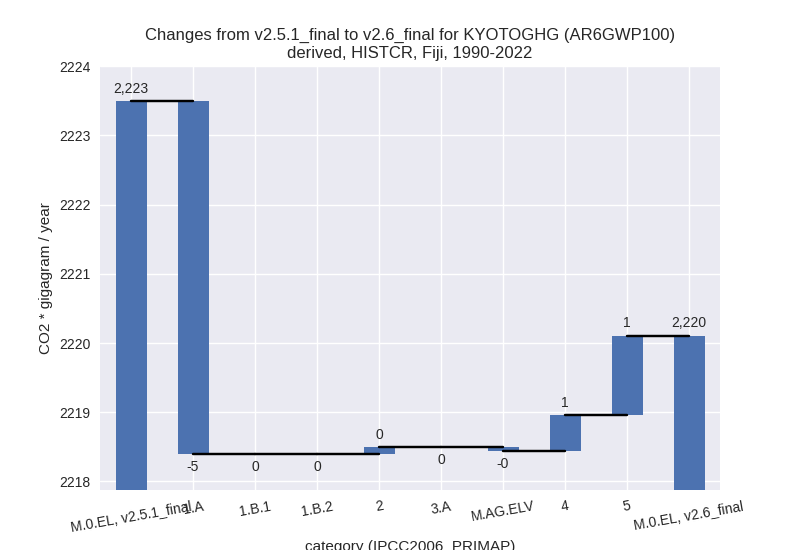 Changes from v2.5.1_final to v2.6_final for KYOTOGHG (AR6GWP100)
derived, HISTCR, Fiji, 1990-2022
CO2 * gigagram / year
2224
2223
2222
2221
2220
2219
2218
2,223
-5
0
0
0
0
-0
1
1
2,220
M.0.EL, v2.5.1_final
1.A
1.B.1
1.B.2
2
3.A
M.AG.ELV
4
5
M.0.EL, v2.6_final
category (IPCC2006_PRIMAP)